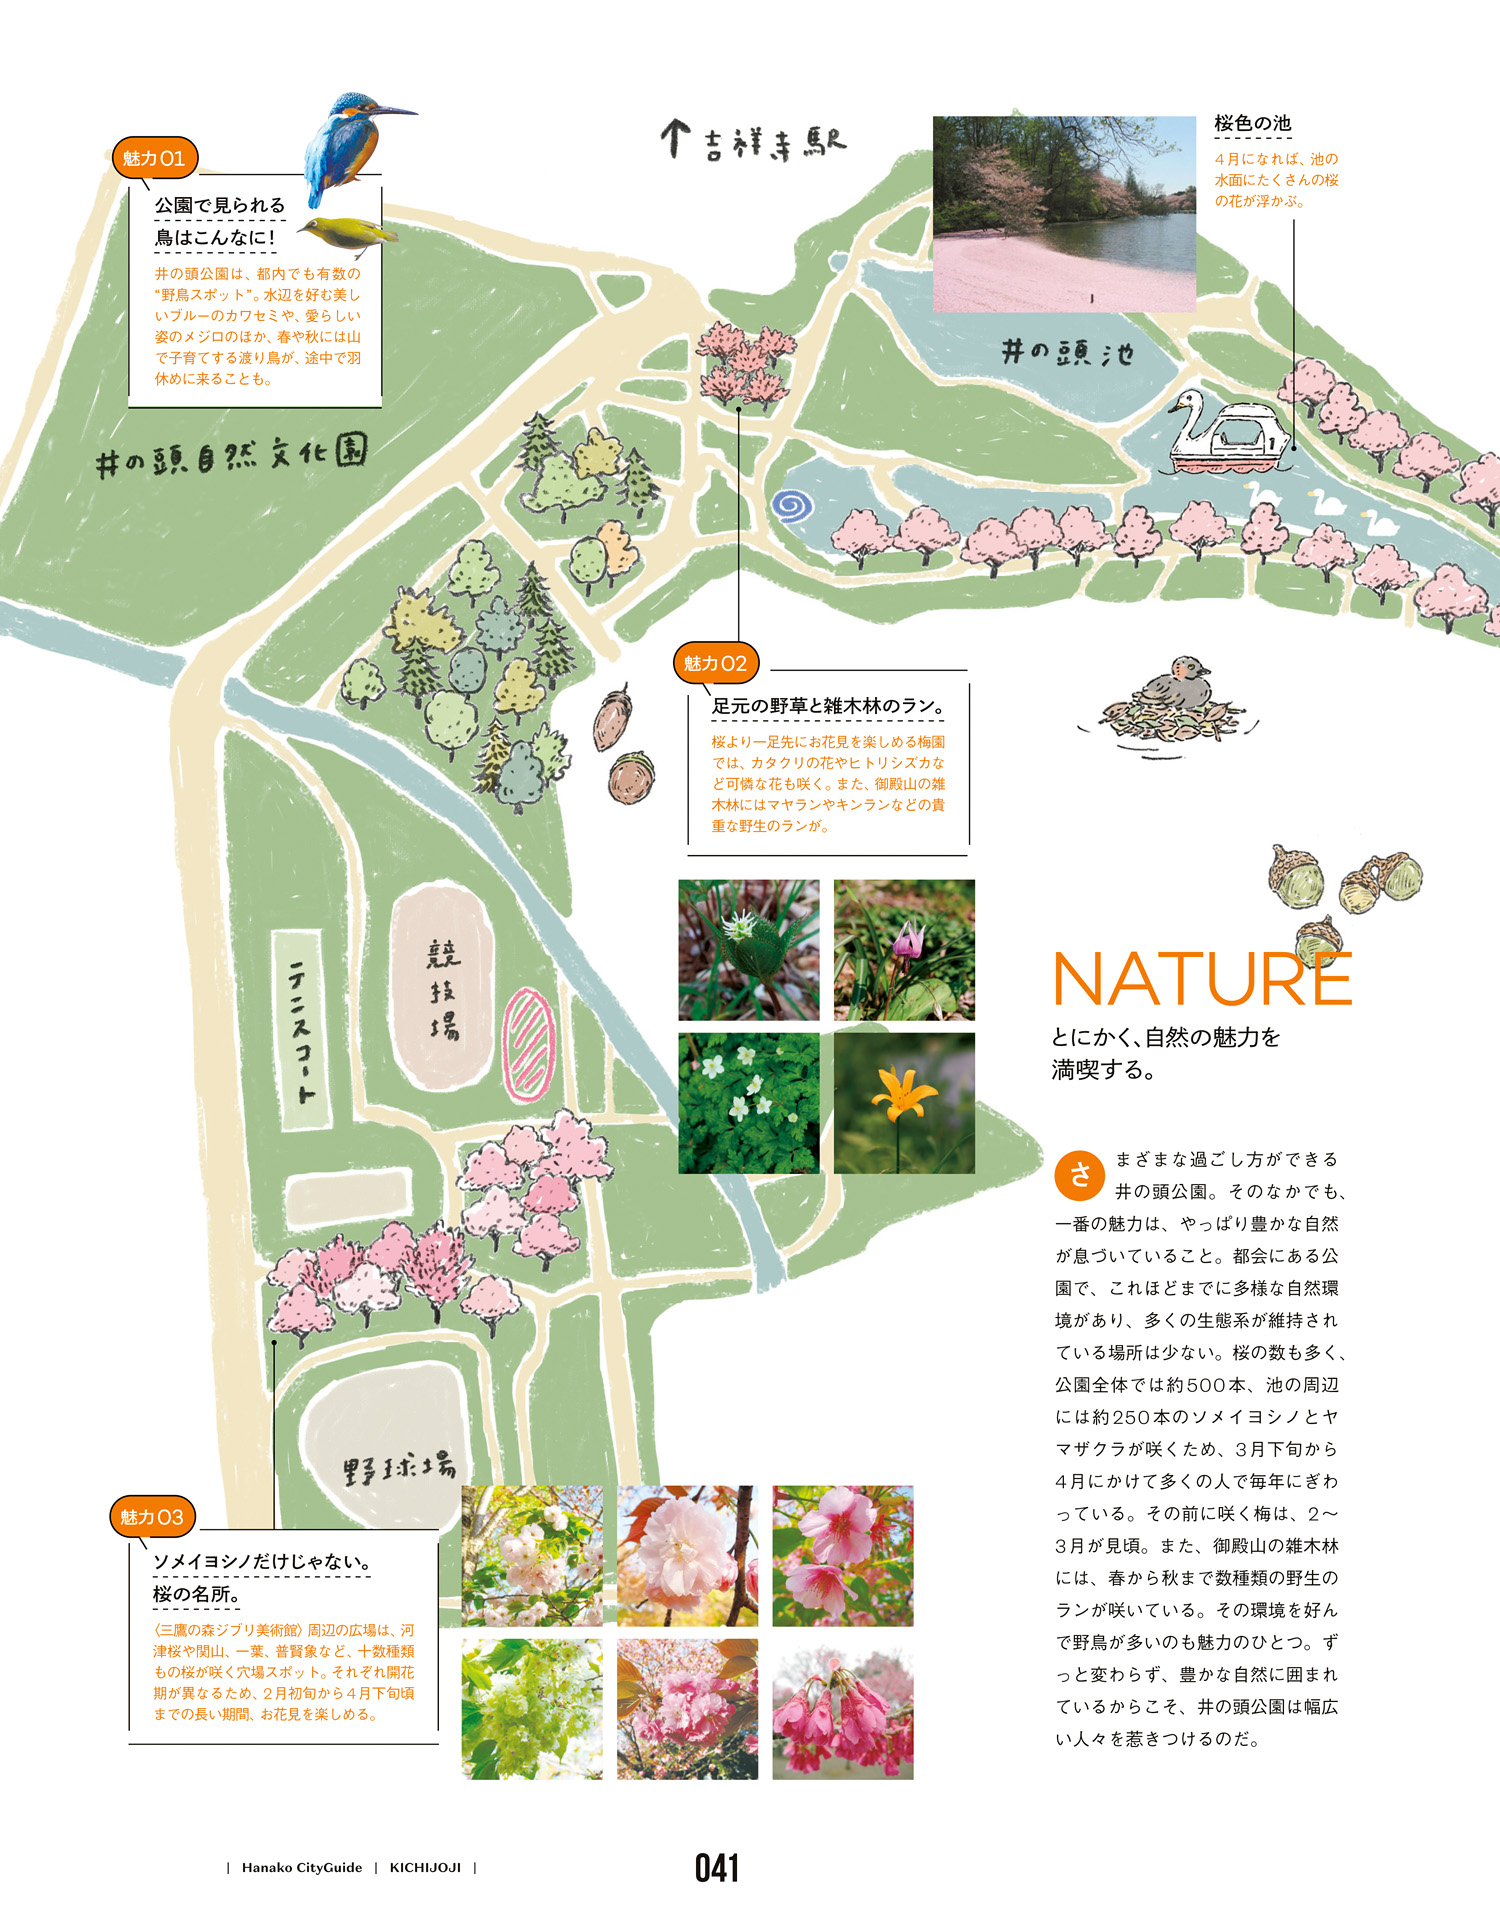 ↑吉祥寺駅
桜色の池
4月になれば、池の
水面にたくさんの桜
の花が浮かぶ。
魅力01
公園で見られる
鳥はこんなに!
井の頭公園は、都内でも有数の
“野鳥スポット”。水辺を好む美し
いブルーのカワセミや、愛らしい
姿のメジロのほか、春や秋には山
で子育てする渡り鳥が、途中で羽
休めに来ることも。
井の頭自然文化園
井の頭池
1
魅力02
足元の野草と雑木林のラン。
桜より一足先にお花見を楽しめる梅園
では、カタクリの花やヒトリシズカな
ど可憐な花も咲く。また、御殿山の雑
木林にはマヤランやキンランなどの貴
重な野生のランが。
競技場
テニスコート
野球場
魅力03
ソメイヨシノだけじゃない。
桜の名所。
〈三鷹の森ジブリ美術館〉周辺の広場は、河
津桜や関山、一葉、普賢象など、十数種類
もの桜が咲く穴場スポット。それぞれ開花
期が異なるため、2月初旬から4月下旬頃
までの長い期間、お花見を楽しめる。
NATURE
とにかく、自然の魅力を
満喫する。
さまざまな過ごし方ができる
井の頭公園。そのなかでも、
一番の魅力は、やっぱり豊かな自然
が息づいていること。都会にある公
園で、これほどまでに多様な自然環
境があり、多くの生態系が維持され
ている場所は少ない。桜の数も多く、
公園全体では約500本、池の周辺
には約250本のソメイヨシノとヤ
マザクラが咲くため、3月下旬から
4月にかけて多くの人で毎年にぎわ
っている。その前に咲く梅は、2〜
3月が見頃。また、御殿山の雑木林
には、春から秋まで数種類の野生の
ランが咲いている。その環境を好ん
で野鳥が多いのも魅力のひとつ。ず
っと変わらず、豊かな自然に囲まれ
ているからこそ、井の頭公園は幅広
い人々を惹きつけるのだ。
| Hanako CityGuide | KICHIJOJI |
041